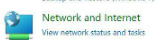 Network and Internet
View network status and tasks